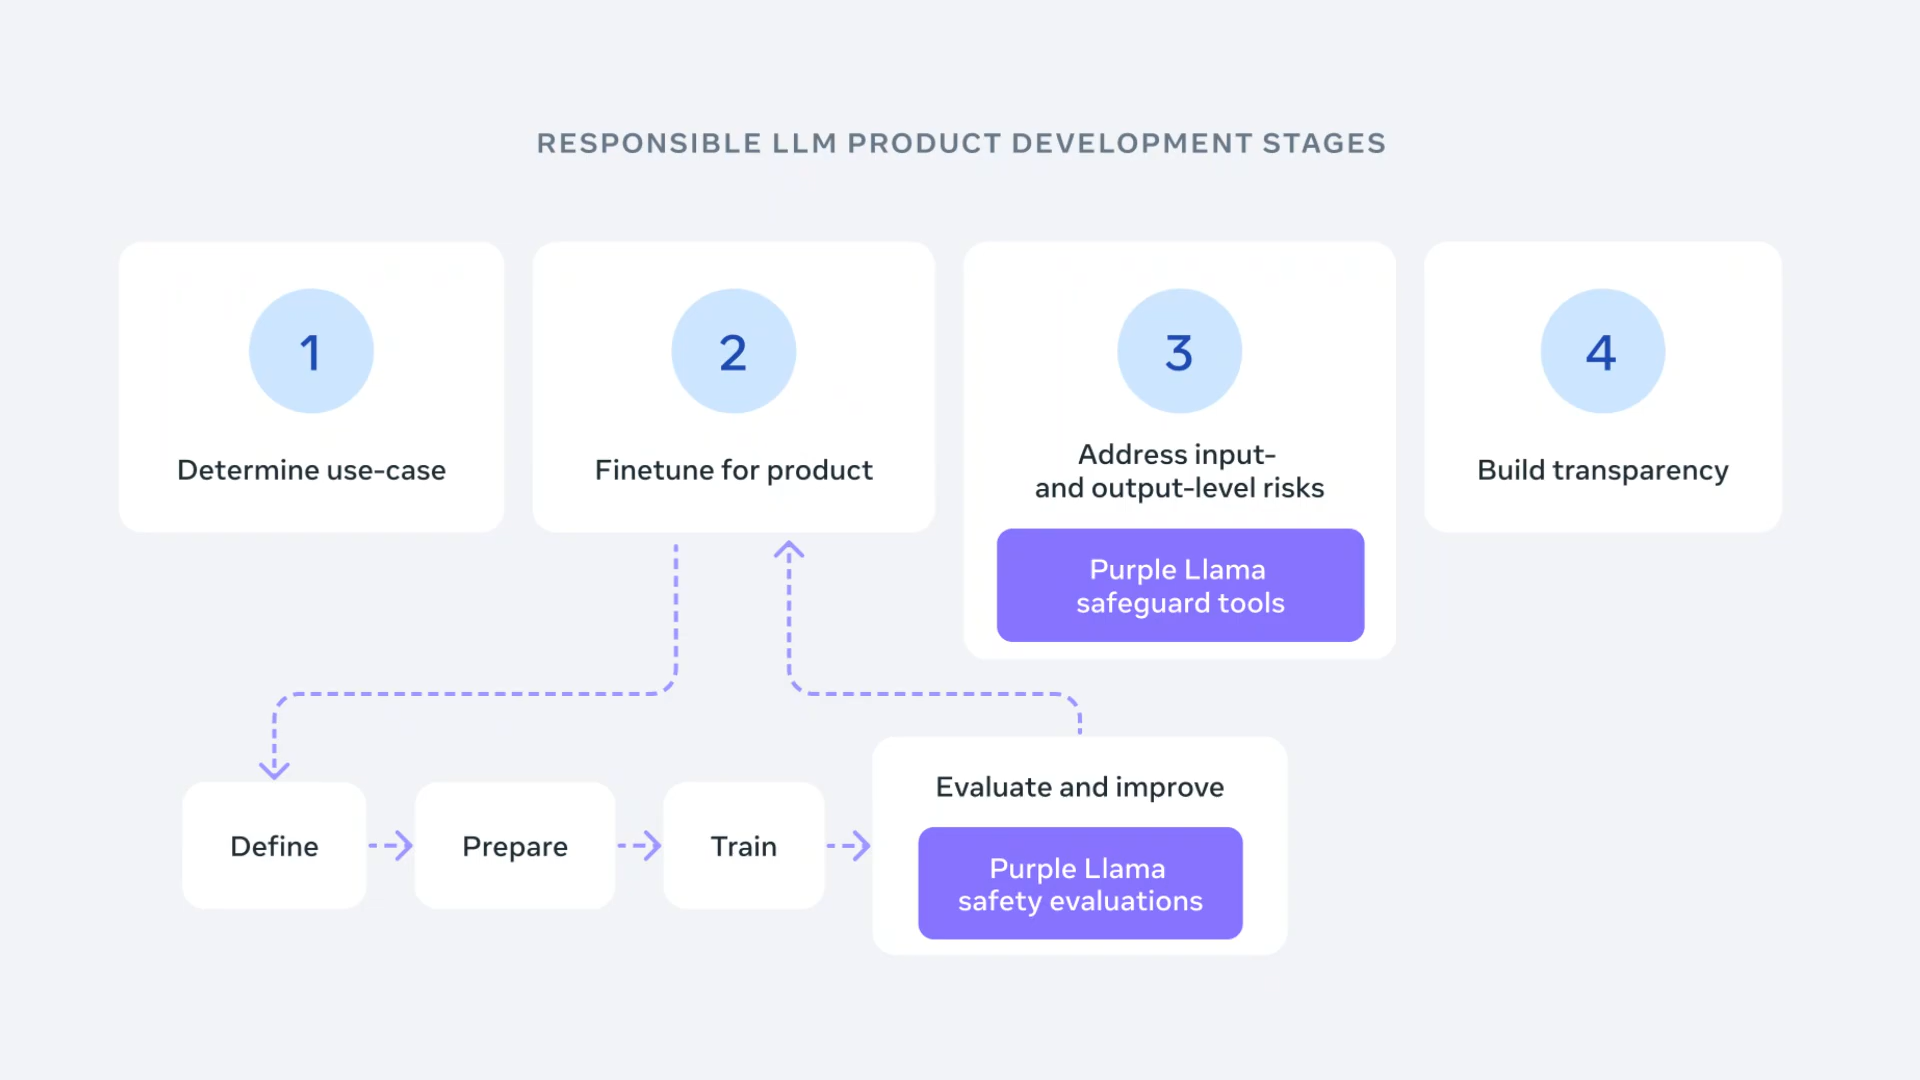 RESPONSIBLE LLM PRODUCT DEVELOPMENT STAGES
1
Determine use-case
2
Finetune for product
3
Address input-
and output-level risks
Purple Llama
safeguard tools
4
Build transparency
Define
Prepare
Train
Evaluate and improve
Purple Llama
safety evaluations